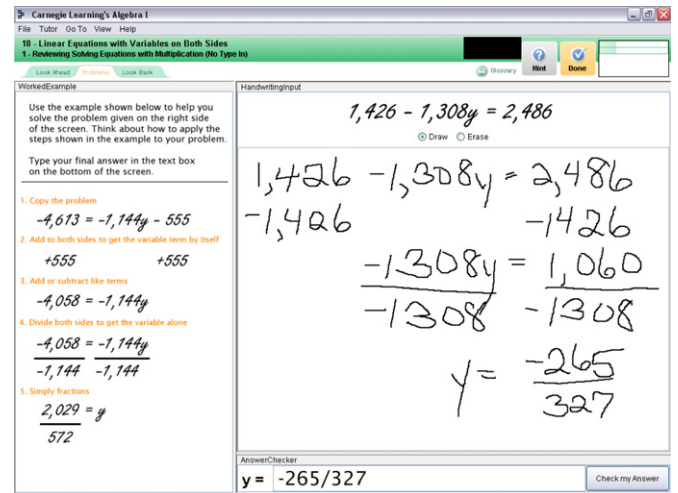 Carnegie Learning's Algebra I
File Tutor Go To View Help
18 - Linear Equations with Variables on Both Sides
1 - Reviewing Solving Equations with Multiplication (No Type In)
Look Ahead Problems Look Back
Glossary Hint Done
WorkedExample
Use the example shown below to help you
solve the problem given on the right side
of the screen. Think about how to apply the
steps shown in the example to your problem.
Type your final answer in the text box
on the bottom of the screen.
1. Copy the problem
-4,613 = -1,144y - 555
2. Add to both sides to get the variable term by itself
+555 +555
3. Add or subtract like terms
-4,058 = -1,144y
4. Divide both sides to get the variable alone
-4,058 = -1,144y
-1,144 -1,144
5. Simply fractions
2,029 = y
572
HandwritingInput
1,426 - 1,308y = 2,486
Draw Erase
1,426 -1,308y = 2,486
-1,426 -1426
-1308y = 1,060
-1308 -1308
y = -265
327
AnswerChecker
y = -265/327
Check my Answer